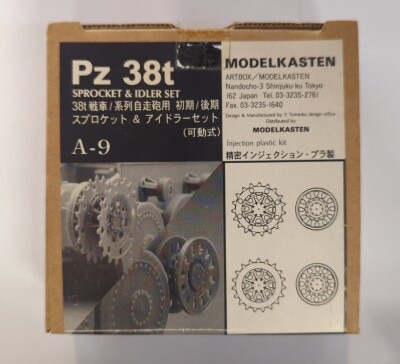 Pz 38t
SPROCKET & IDLER SET
38t戦車/系列自走砲用 初期/後期
スプロケット & アイドラーセット
(可動式)
A-9
MODELKASTEN
ARTBOX/MODELKASTEN
Nandocho-3 Shinjuku-ku Tokyo
162 Japan Tel.03-5235-2761
Fax. 03-3235-1640
Design & Manufactured by Y. Tomioka design office
Distributed by
MODELKASTEN
Injection plastic kit
精密インジェクション・プラ製